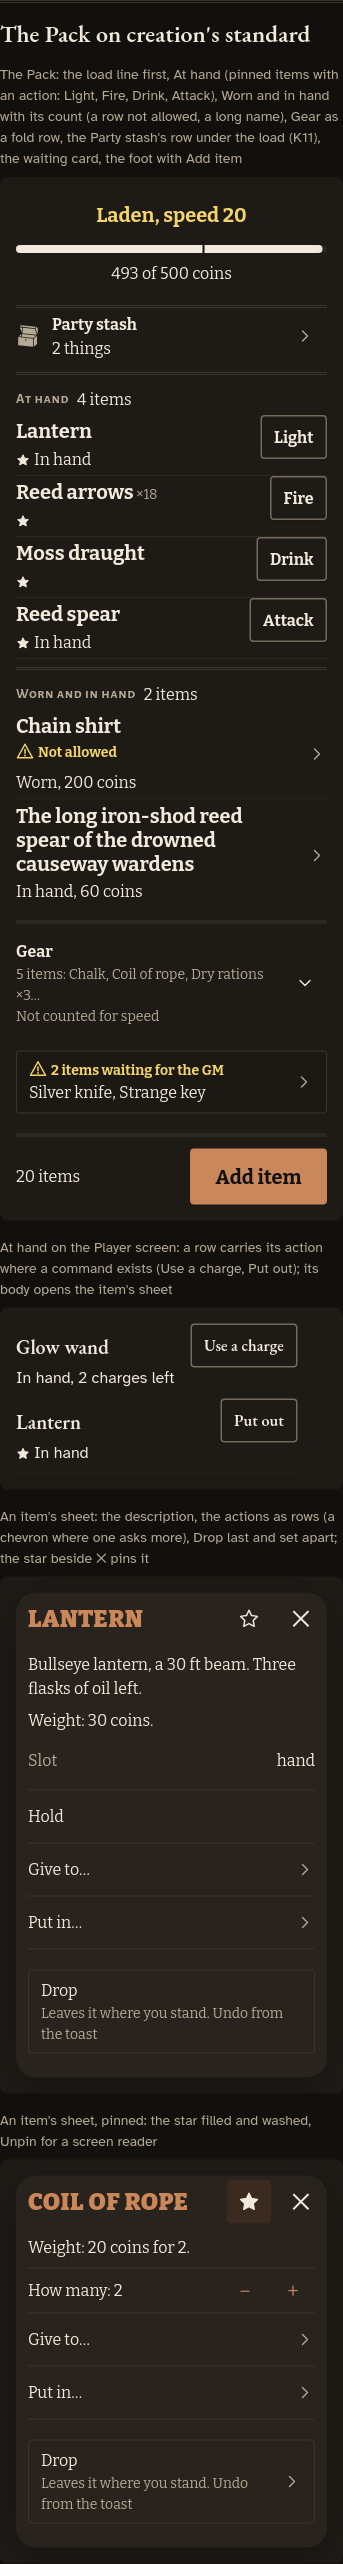 The Pack on creation's standard
The Pack: the load line first, At hand (pinned items with
an action: Light, Fire, Drink, Attack), Worn and in hand
with its count (a row not allowed, a long name), Gear as
a fold row, the Party stash's row under the load (K11),
the waiting card, the foot with Add item
Laden, speed 20
493 of 500 coins
Party stash
2 things
AT HAND 4 items
Lantern
Light
★ In hand
Reed arrows ×18
Fire
★
Moss draught
Drink
★
Reed spear
Attack
★ In hand
WORN AND IN HAND 2 items
Chain shirt
Not allowed
Worn, 200 coins
The long iron-shod reed
spear of the drowned
causeway wardens
In hand, 60 coins
Gear
5 items: Chalk, Coil of rope, Dry rations
×3...
Not counted for speed
2 items waiting for the GM
Silver knife, Strange key
20 items
Add item
At hand on the Player screen: a row carries its action
where a command exists (Use a charge, Put out); its
body opens the item's sheet
Glow wand
Use a charge
In hand, 2 charges left
Lantern
Put out
★ In hand
An item's sheet: the description, the actions as rows (a
chevron where one asks more), Drop last and set apart;
the star beside ✕ pins it
LANTERN
Bullseye lantern, a 30 ft beam. Three
flasks of oil left.
Weight: 30 coins.
Slot hand
Hold
Give to...
Put in...
Drop
Leaves it where you stand. Undo from
the toast
An item's sheet, pinned: the star filled and washed,
Unpin for a screen reader
COIL OF ROPE
Weight: 20 coins for 2.
How many: 2 − +
Give to...
Put in...
Drop
Leaves it where you stand. Undo
from the toast